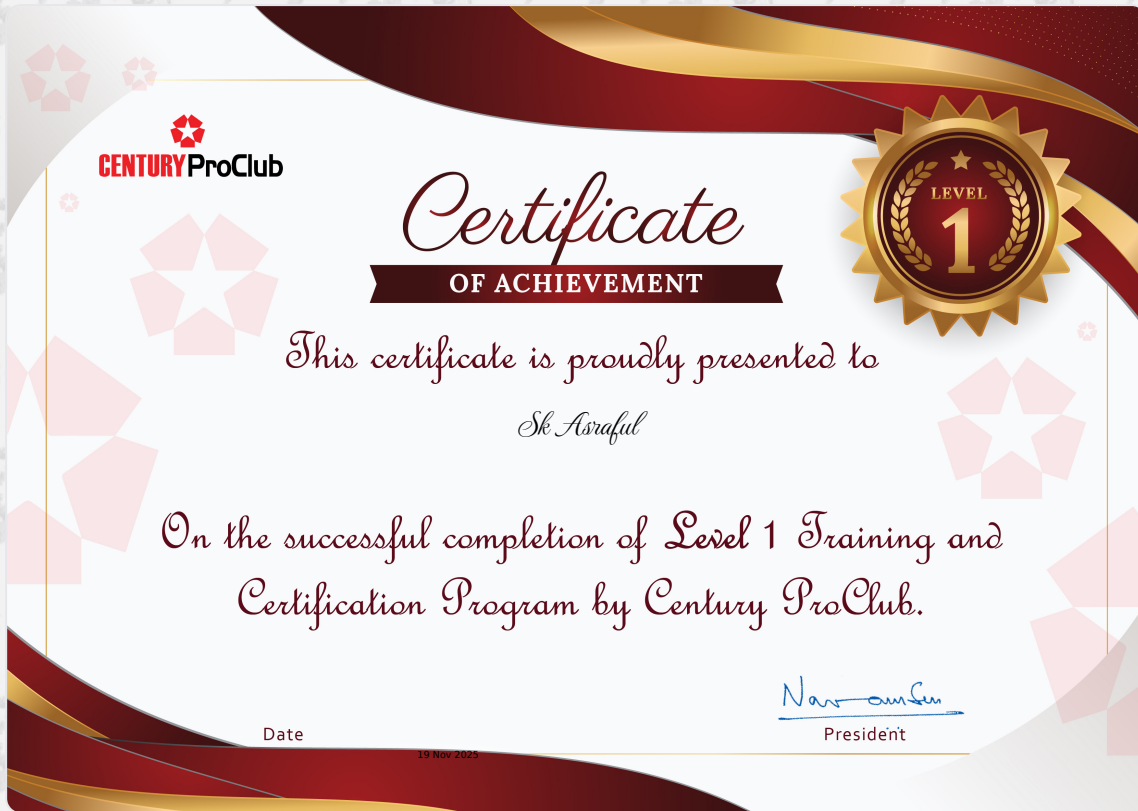 CENTURY ProClub
LEVEL
1
Certificate
OF ACHIEVEMENT
This certificate is proudly presented to
Sk Asraful
On the successful completion of Level 1 Training and
Certification Program by Century ProClub.
Date
President
19 Nov 2025